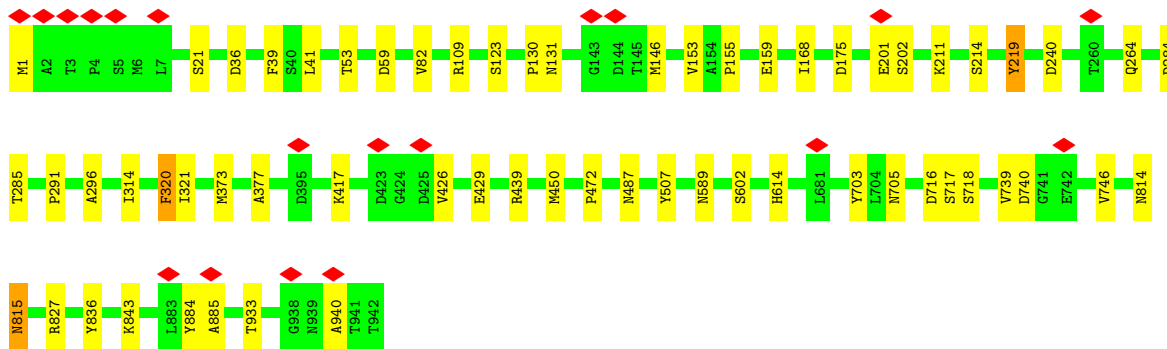 M1 A2 T3 P4 S5 M6 L7 S21 D36 F39 S40 L41 T53 D59 V82 R109 S123 P130 N131 G143 D144 T145 M146 V153 A154 P155 E159 I168 D175 E201 S202 K211 S214 Y219 D240 T260 Q264
T285 P291 A296 I314 F320 I321 M373 A377 D395 K417 D423 G424 D425 V426 E429 R439 M450 P472 N487 Y507 N589 S602 H614 L681 Y703 L704 N705 D716 S717 S718 V739 D740 G741 E742 V746 N814
N815 R827 Y836 K843 L883 Y884 A885 T933 G938 N939 A940 T941 T942